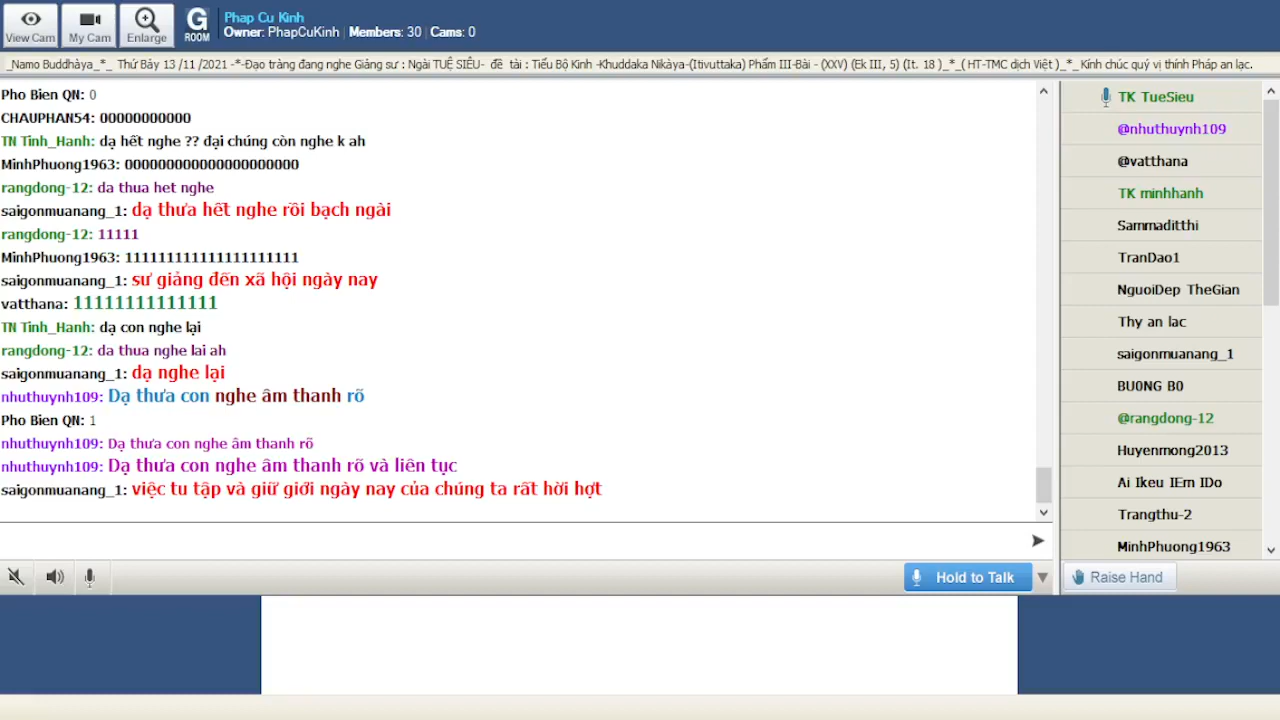 View Cam
My Cam
Enlarge
G
ROOM
Phap Cu Kinh
Owner: PhapCuKinh | Members: 30 | Cams: 0
_Namo Buddhàya_*_ Thứ Bảy 13 /11 /2021 -*-Đạo tràng đang nghe Giảng sư : Ngài TUỆ SIÊU- đề tài : Tiểu Bộ Kinh -Khuddaka Nikàya-(Itivuttaka) Phẩm III-Bài - (XXV) (Ek III, 5) (It. 18 )_*_( HT-TMC dịch Việt )_*_Kính chúc quý vị thính Pháp an lạc.
Pho Bien QN: 0
CHAUPHAN54: 00000000000
TN Tinh_Hanh: dạ hết nghe ?? đại chúng còn nghe k ah
MinhPhuong1963: 000000000000000000000
rangdong-12: da thua het nghe
saigonmuanang_1: dạ thưa hết nghe rồi bạch ngài
rangdong-12: 11111
MinhPhuong1963: 111111111111111111111
saigonmuanang_1: sư giảng đến xã hội ngày nay
vatthana: 11111111111111
TN Tinh_Hanh: dạ con nghe lại
rangdong-12: da thua nghe lai ah
saigonmuanang_1: dạ nghe lại
nhuthuynh109: Dạ thưa con nghe âm thanh rõ
Pho Bien QN: 1
nhuthuynh109: Dạ thưa con nghe âm thanh rõ
nhuthuynh109: Dạ thưa con nghe âm thanh rõ và liên tục
saigonmuanang_1: việc tu tập và giữ giới ngày nay của chúng ta rất hời hợt
TK TueSieu
@nhuthuynh109
@vatthana
TK minhhanh
Sammaditthi
TranDao1
NguoiDep TheGian
Thy an lac
saigonmuanang_1
BU0NG B0
@rangdong-12
Huyenmong2013
Ai Ikeu IEm IDo
Trangthu-2
MinhPhuong1963
Hold to Talk
Raise Hand